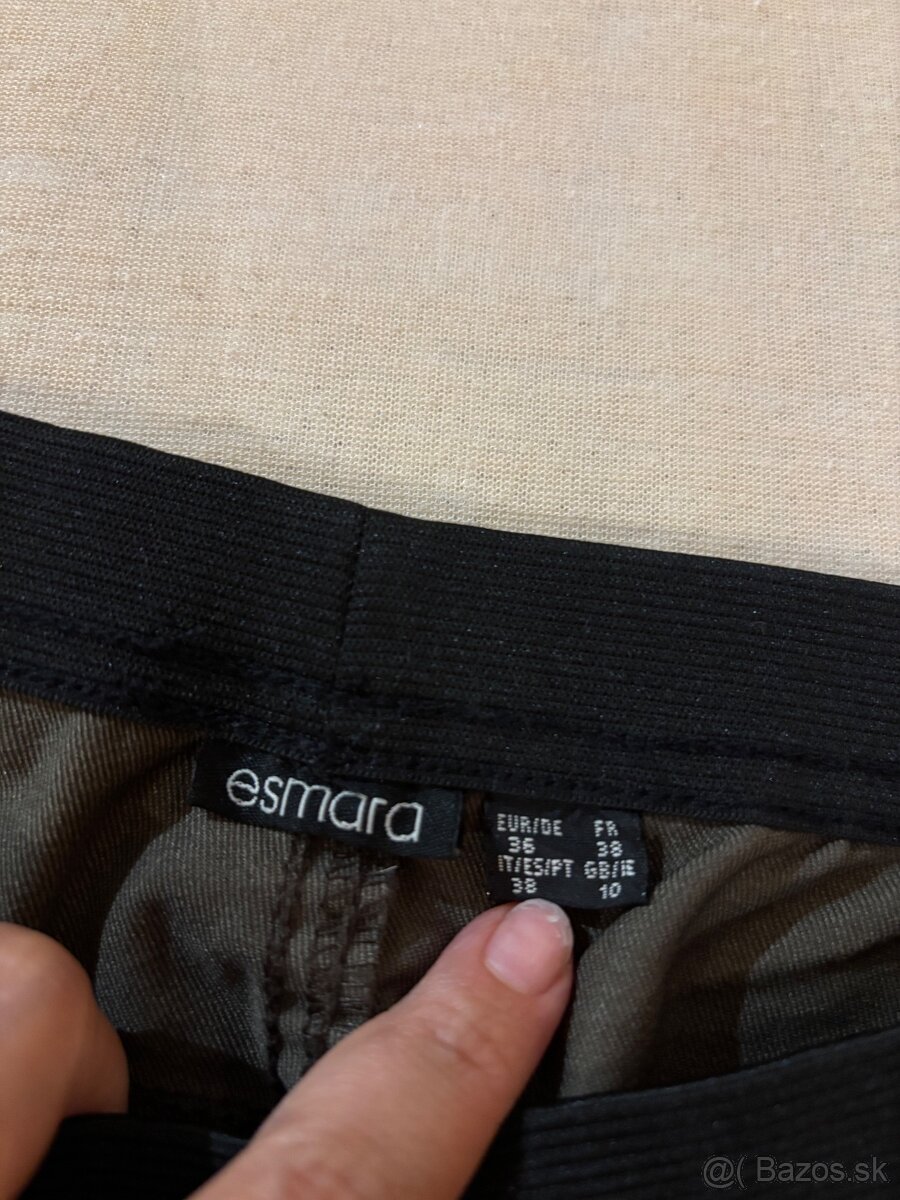 esmara
EUR/DE FR
36 38
IT/ES/PT GB/IE
38 10
@( Bazos.sk